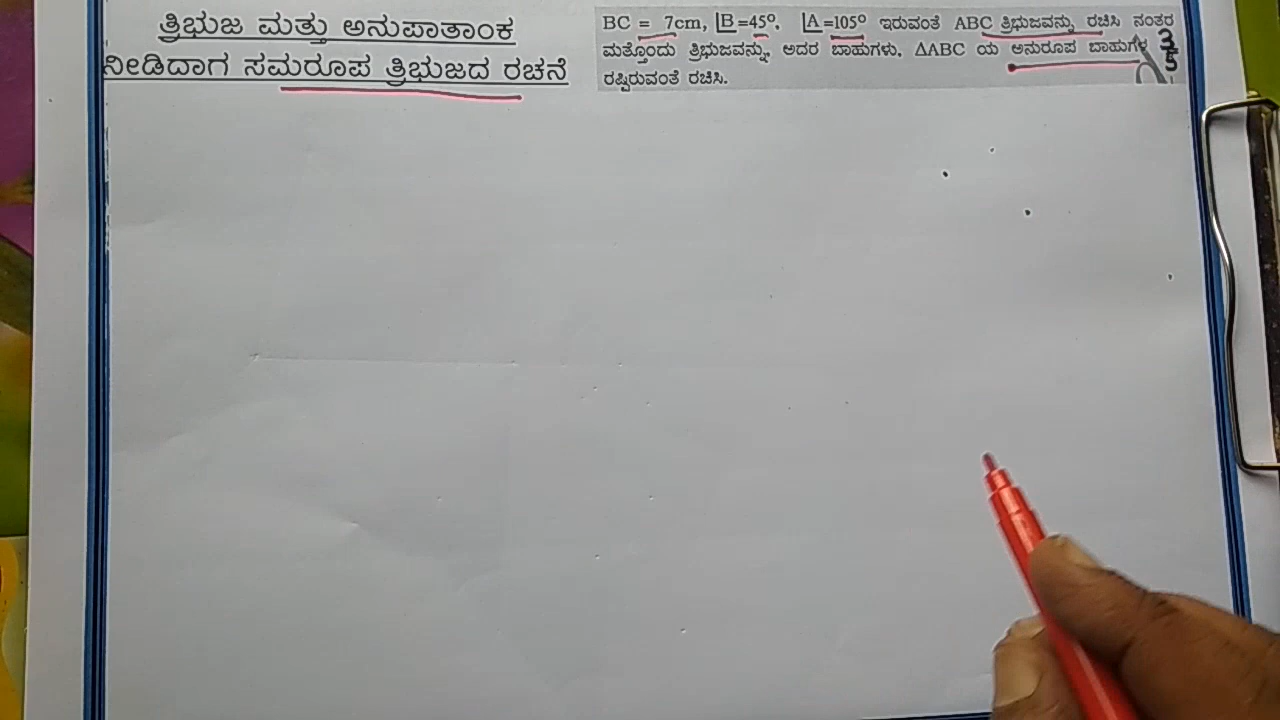 ತ್ರಿಭುಜ ಮತ್ತು ಅನುಪಾತಾಂಕ
ನೀಡಿದಾಗ ಸಮರೂಪ ತ್ರಿಭುಜದ ರಚನೆ
BC = 7cm, ∟B=45°, ∟A=105° ಇರುವಂತೆ ABC ತ್ರಿಭುಜವನ್ನು ರಚಿಸಿ ನಂತರ
ಮತ್ತೊಂದು ತ್ರಿಭುಜವನ್ನು, ಅದರ ಬಾಹುಗಳು, ΔABC ಯ ಅನುರೂಪ ಬಾಹುಗಳ 3/5
ರಷ್ಟಿರುವಂತೆ ರಚಿಸಿ.